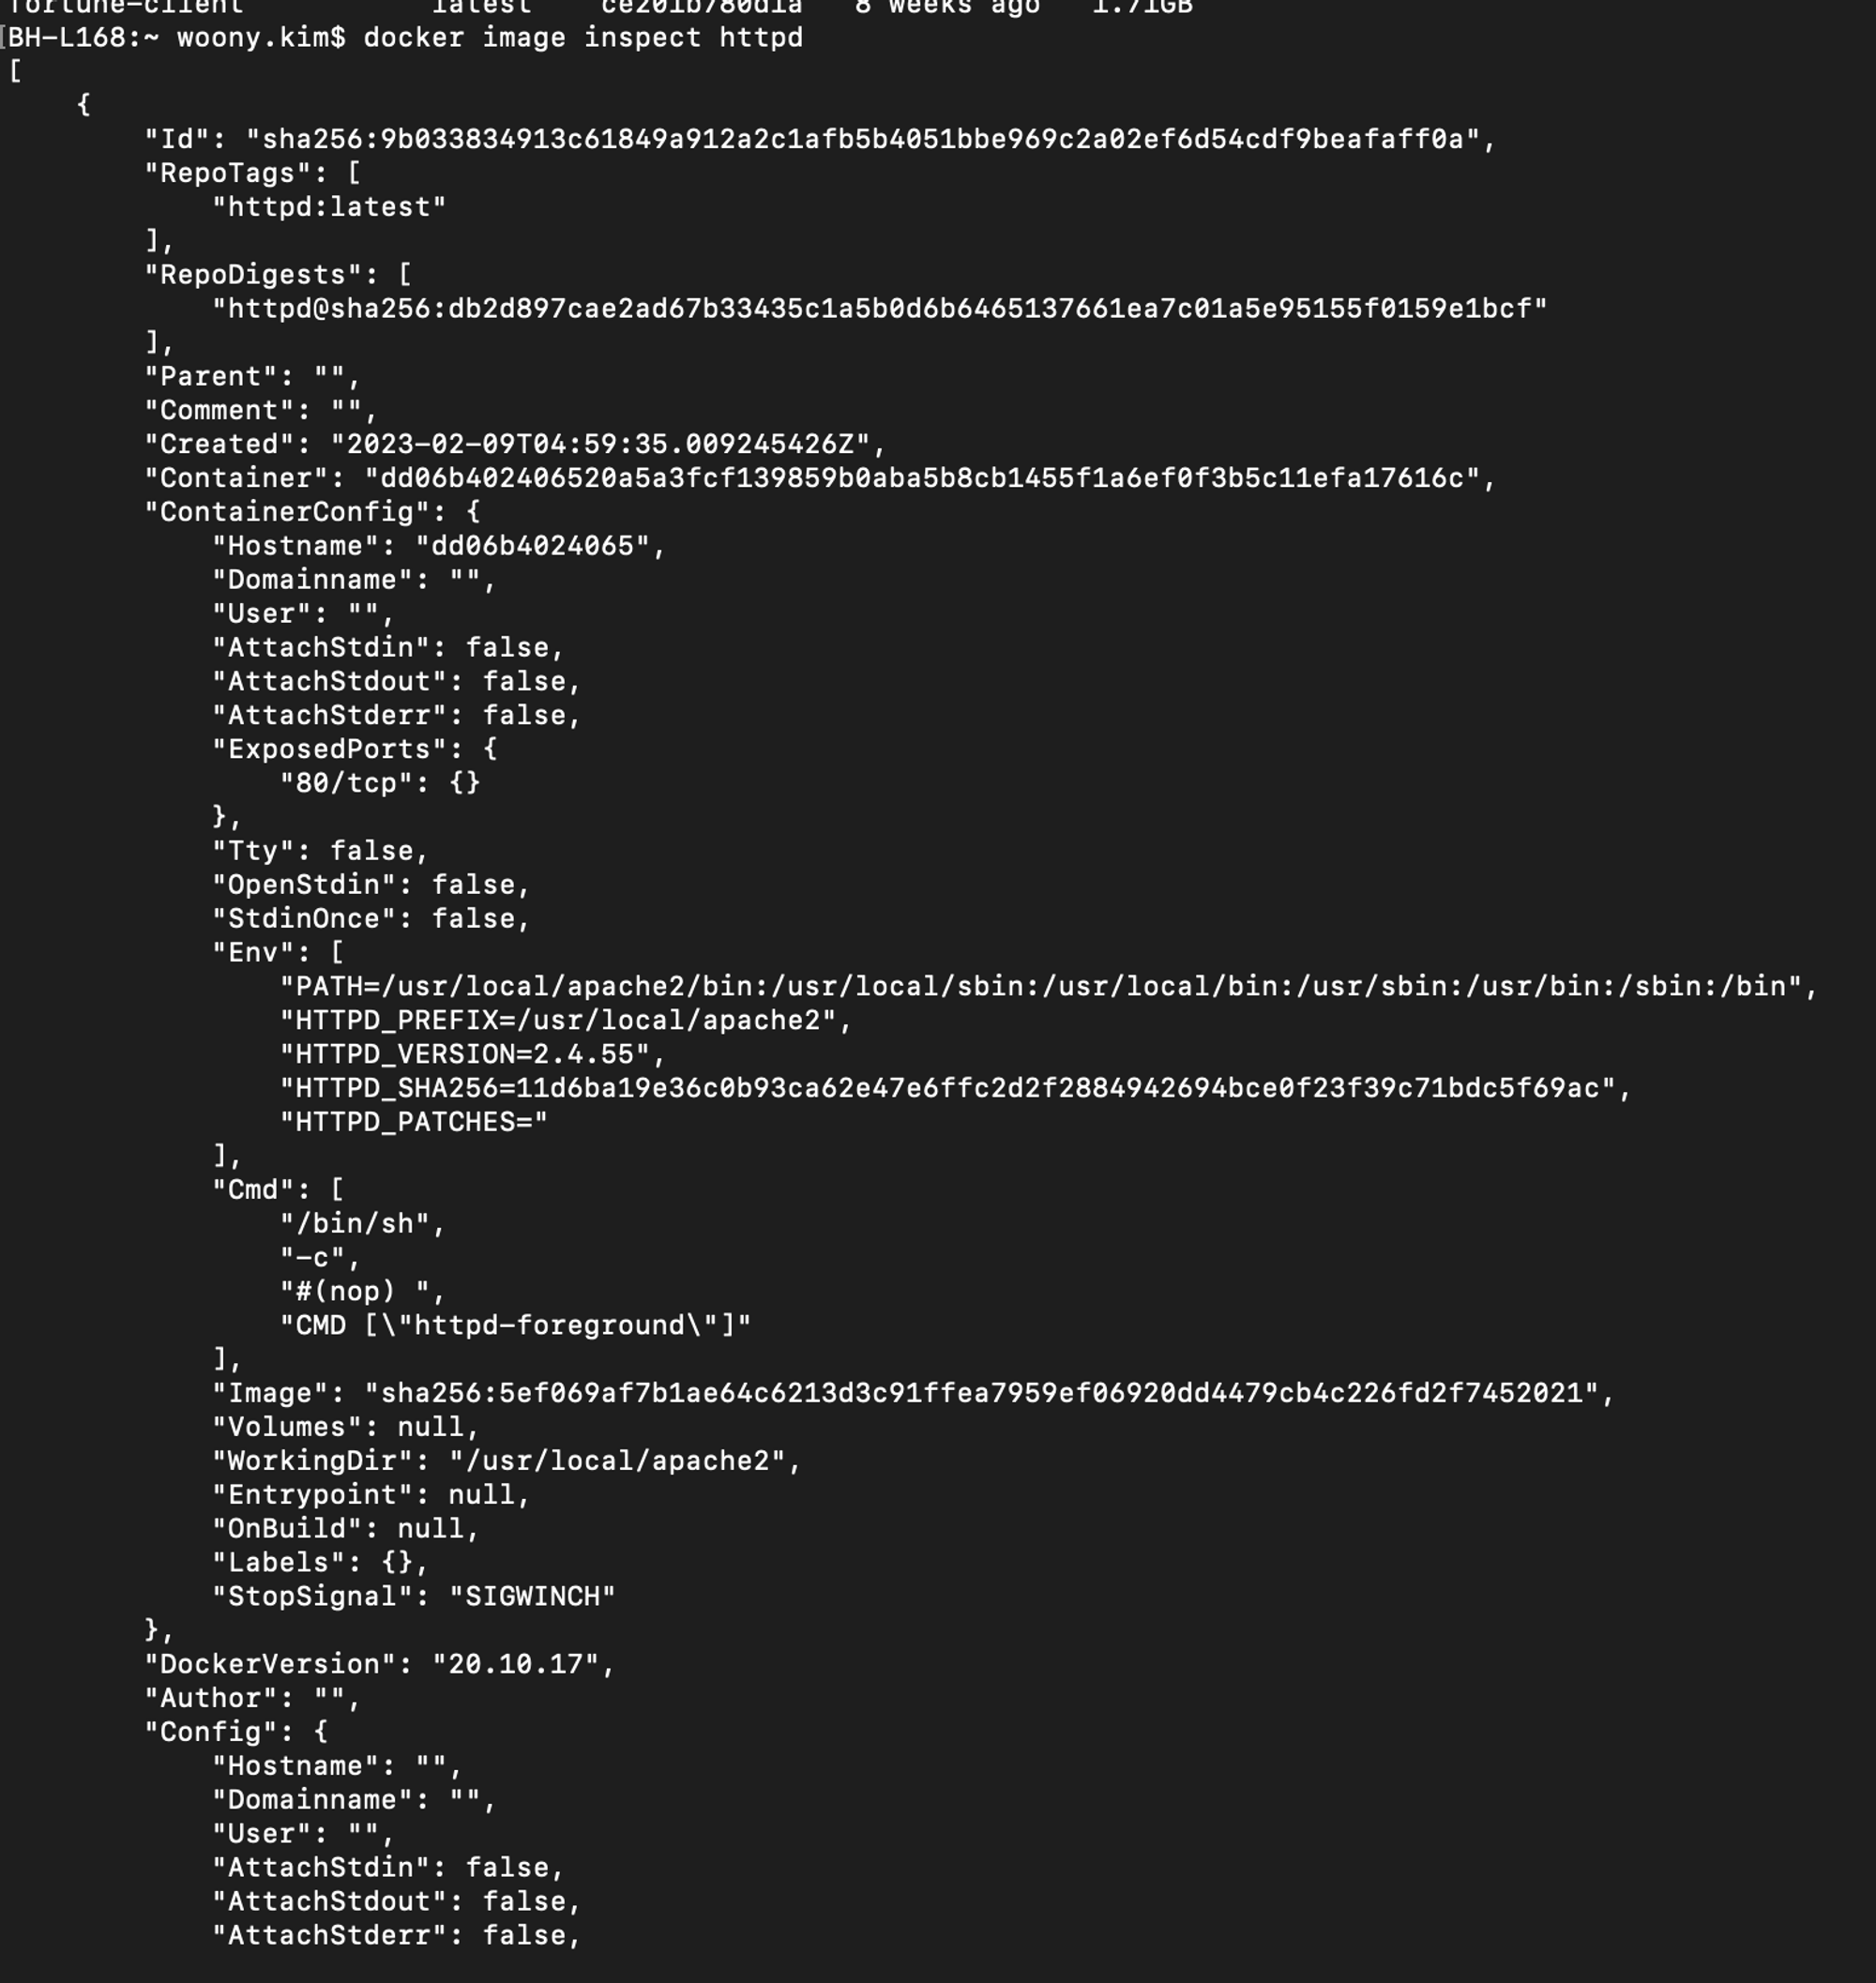 fortune-client latest ce201b780d1a 8 weeks ago 1.71GB
[BH-L168:~ woony.kim$ docker image inspect httpd
[
    {
        "Id": "sha256:9b033834913c61849a912a2c1afb5b4051bbe969c2a02ef6d54cdf9beafaff0a",
        "RepoTags": [
            "httpd:latest"
        ],
        "RepoDigests": [
            "httpd@sha256:db2d897cae2ad67b33435c1a5b0d6b6465137661ea7c01a5e95155f0159e1bcf"
        ],
        "Parent": "",
        "Comment": "",
        "Created": "2023-02-09T04:59:35.009245426Z",
        "Container": "dd06b402406520a5a3fcf139859b0aba5b8cb1455f1a6ef0f3b5c11efa17616c",
        "ContainerConfig": {
            "Hostname": "dd06b4024065",
            "Domainname": "",
            "User": "",
            "AttachStdin": false,
            "AttachStdout": false,
            "AttachStderr": false,
            "ExposedPorts": {
                "80/tcp": {}
            },
            "Tty": false,
            "OpenStdin": false,
            "StdinOnce": false,
            "Env": [
                "PATH=/usr/local/apache2/bin:/usr/local/sbin:/usr/local/bin:/usr/sbin:/usr/bin:/sbin:/bin",
                "HTTPD_PREFIX=/usr/local/apache2",
                "HTTPD_VERSION=2.4.55",
                "HTTPD_SHA256=11d6ba19e36c0b93ca62e47e6ffc2d2f2884942694bce0f23f39c71bdc5f69ac",
                "HTTPD_PATCHES="
            ],
            "Cmd": [
                "/bin/sh",
                "-c",
                "#(nop) ",
                "CMD [\"httpd-foreground\"]"
            ],
            "Image": "sha256:5ef069af7b1ae64c6213d3c91ffea7959ef06920dd4479cb4c226fd2f7452021",
            "Volumes": null,
            "WorkingDir": "/usr/local/apache2",
            "Entrypoint": null,
            "OnBuild": null,
            "Labels": {},
            "StopSignal": "SIGWINCH"
        },
        "DockerVersion": "20.10.17",
        "Author": "",
        "Config": {
            "Hostname": "",
            "Domainname": "",
            "User": "",
            "AttachStdin": false,
            "AttachStdout": false,
            "AttachStderr": false,